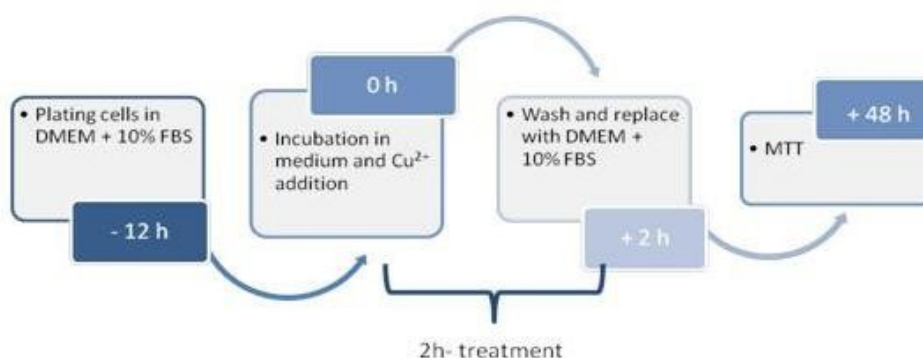 • Plating cells in
DMEM + 10% FBS
- 12 h
0 h
• Incubation in
medium and Cu²⁺
addition
• Wash and replace
with DMEM +
10% FBS
+ 2 h
+ 48 h
• MTT
2h- treatment